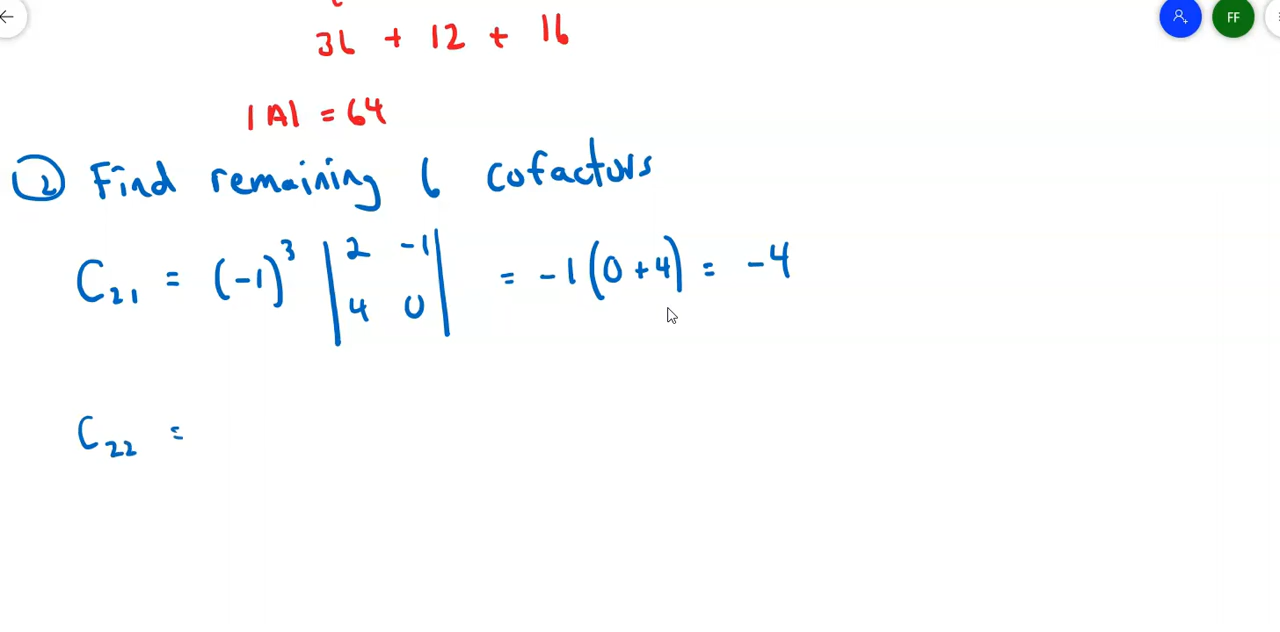 36 + 12 + 16
|A| = 64
FF
② Find remaining 6 cofactors
C₂₁ = (-1)³ | 2 -1 | = -1(0+4) = -4
| 4 0 |
C₂₂ =